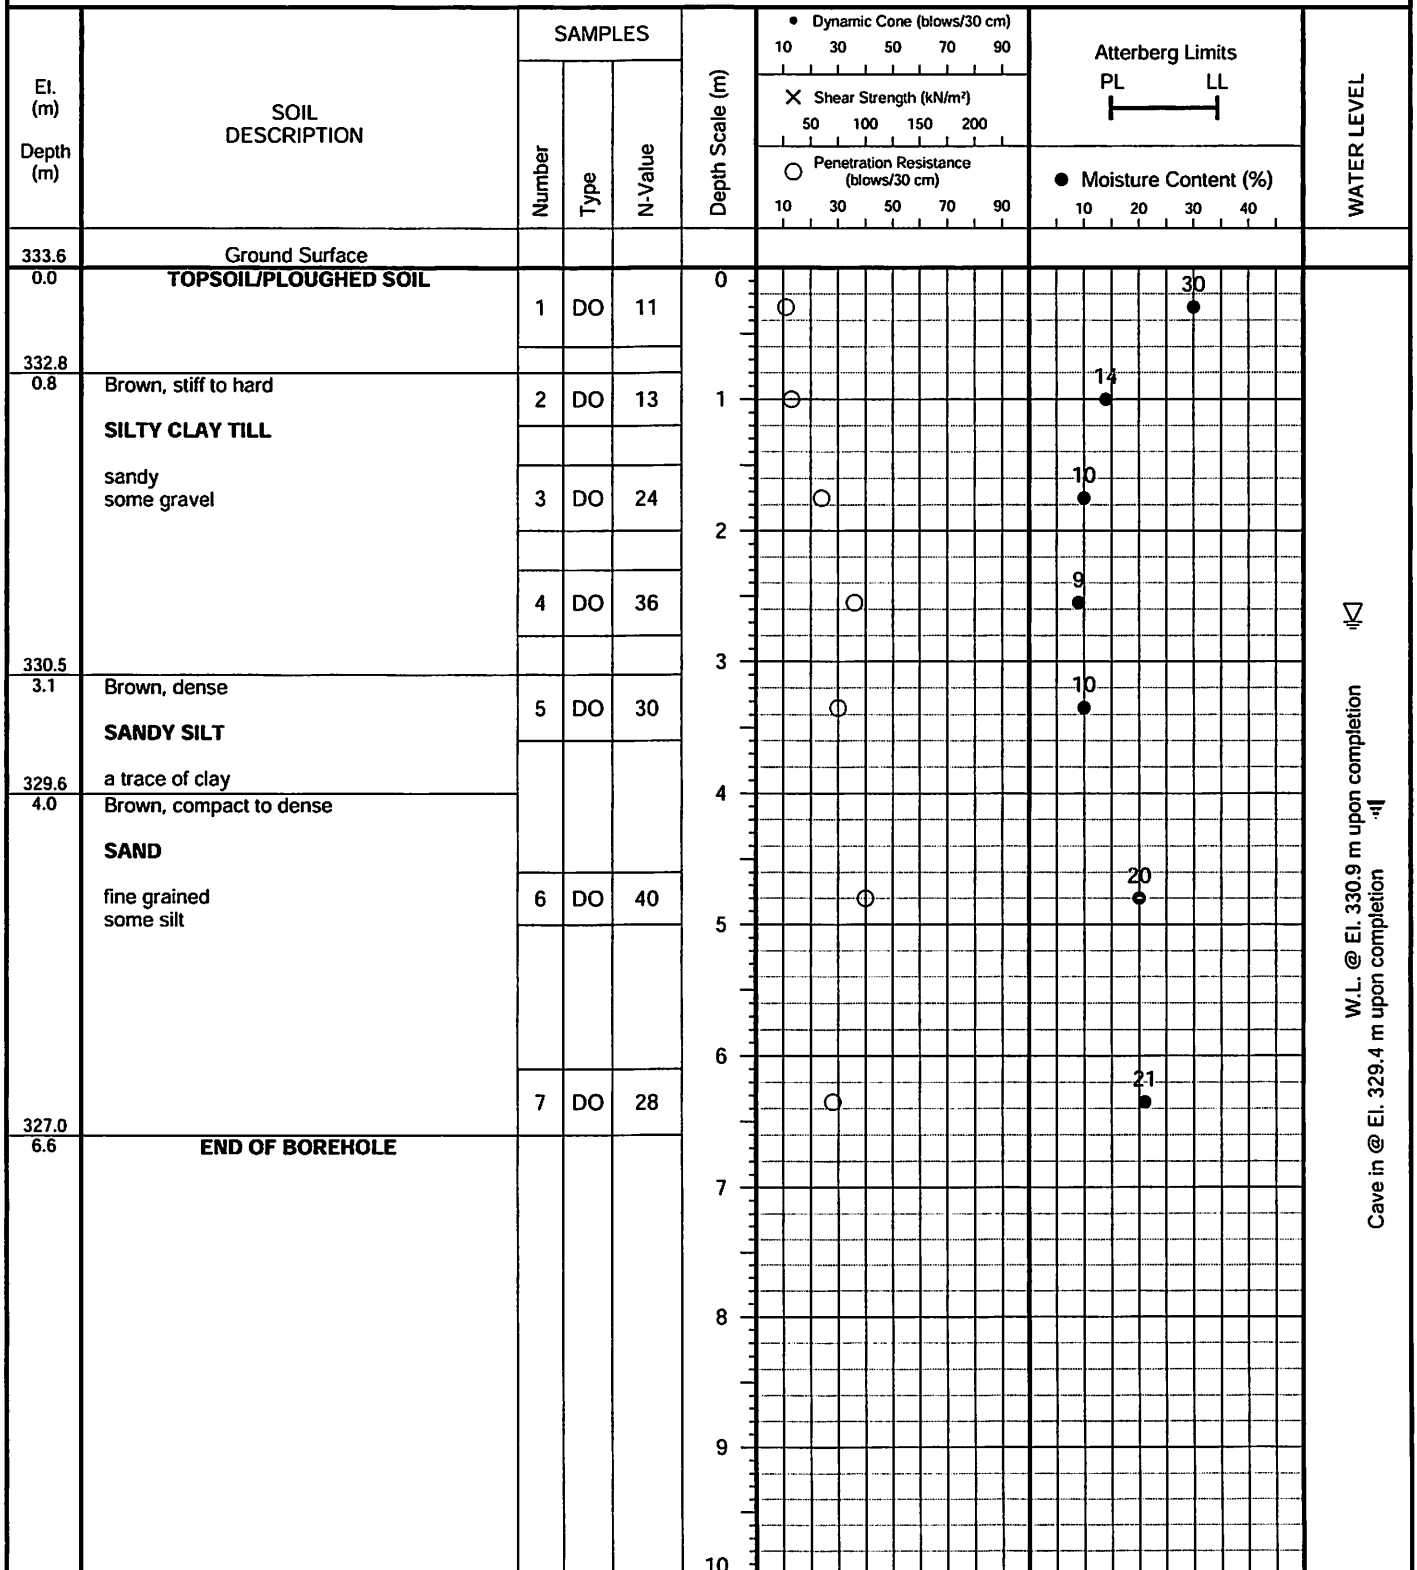 El.
(m)
Depth
(m)
SOIL
DESCRIPTION
SAMPLES
Number
Type
N-Value
Depth Scale (m)
• Dynamic Cone (blows/30 cm)
10 30 50 70 90
X Shear Strength (kN/m²)
50 100 150 200
Penetration Resistance
(blows/30 cm)
10 30 50 70 90
Atterberg Limits
PL LL
● Moisture Content (%)
10 20 30 40
WATER LEVEL
333.6 Ground Surface
0.0 TOPSOIL/PLOUGHED SOIL
0
1 DO 11
30
332.8
0.8 Brown, stiff to hard
SILTY CLAY TILL
sandy
some gravel
2 DO 13
1
14
3 DO 24
10
2
4 DO 36
9
3
330.5
3.1 Brown, dense
SANDY SILT
a trace of clay
5 DO 30
10
329.6
4.0 Brown, compact to dense
SAND
fine grained
some silt
4
6 DO 40
20
5
6
7 DO 28
21
327.0
6.6 END OF BOREHOLE
7
8
9
10
W.L. @ El. 330.9 m upon completion
Cave in @ El. 329.4 m upon completion